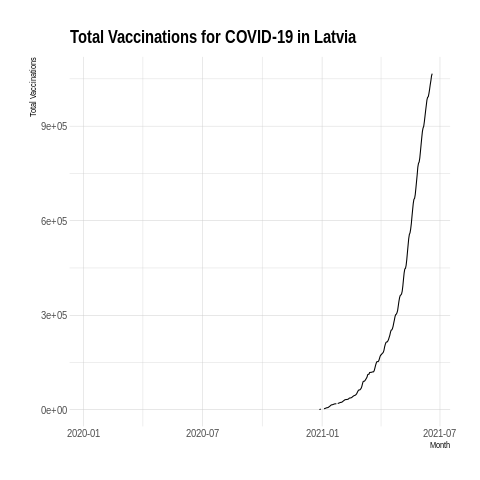 Total Vaccinations for COVID-19 in Latvia
Total Vaccinations
9e+05
6e+05
3e+05
0e+00
2020-01 2020-07 2021-01 2021-07
Month